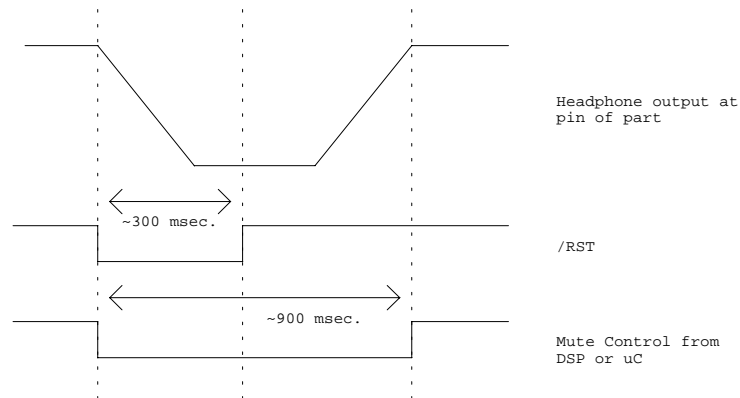 Headphone output at
pin of part
~300 msec.
/RST
~900 msec.
Mute Control from
DSP or uC